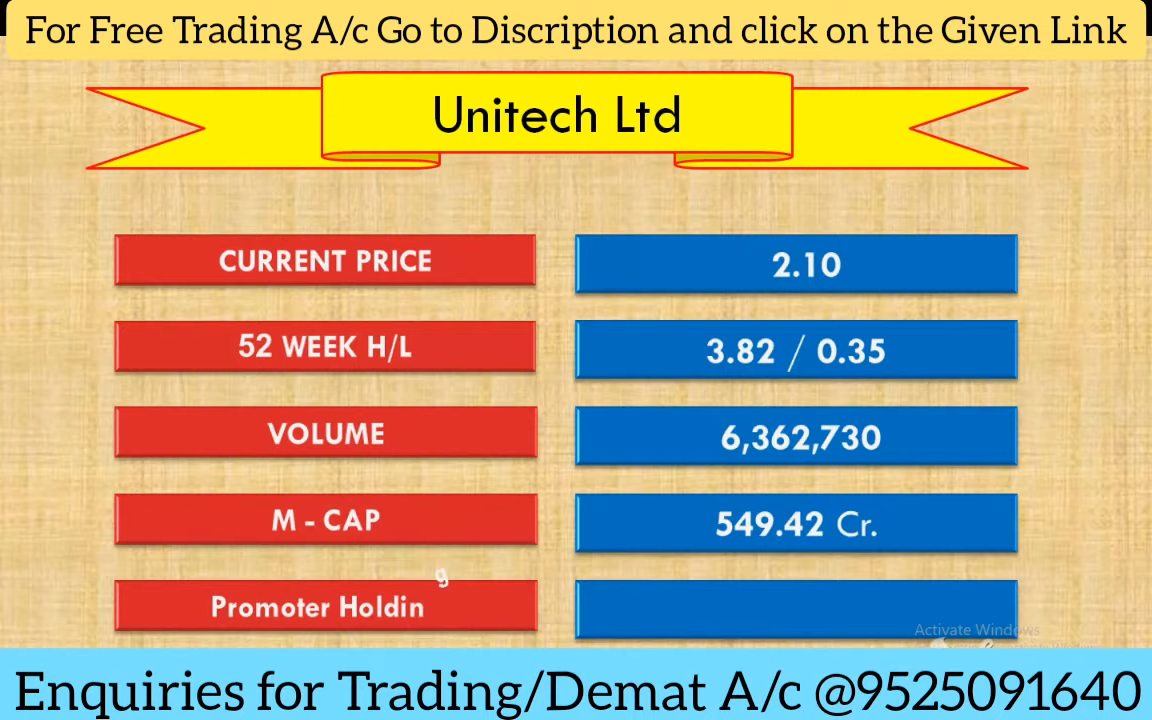 For Free Trading A/c Go to Discription and click on the Given Link
Unitech Ltd
CURRENT PRICE
2.10
52 WEEK H/L
3.82 / 0.35
VOLUME
6,362,730
M - CAP
549.42 Cr.
Promoter Holding
Activate Windows
Enquiries for Trading/Demat A/c @9525091640